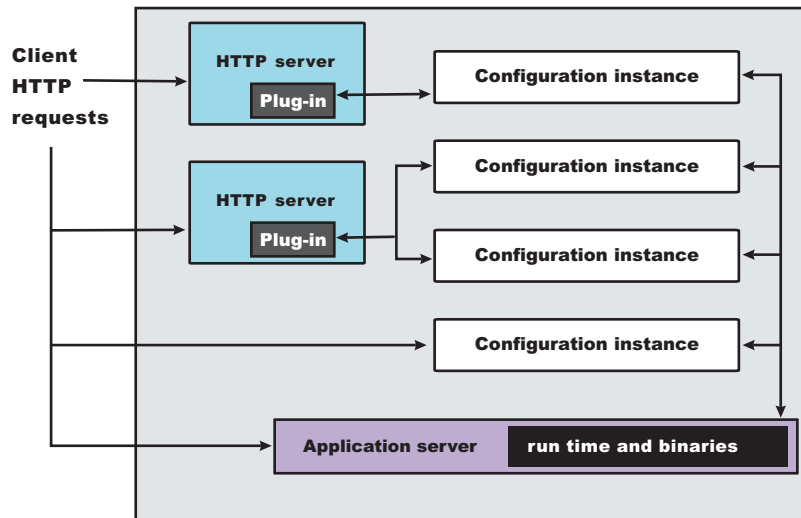 Client
HTTP
requests
HTTP server
Plug-in
Configuration instance
HTTP server
Plug-in
Configuration instance
Configuration instance
Configuration instance
Application server
run time and binaries